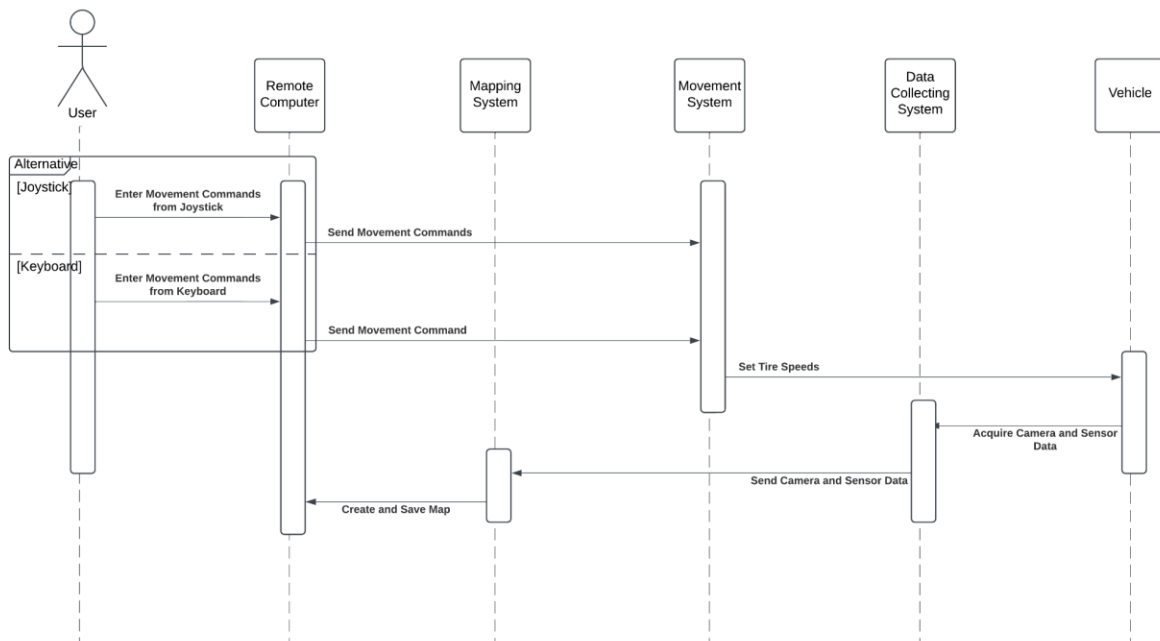 User
Remote
Computer
Mapping
System
Movement
System
Data
Collecting
System
Vehicle
Alternative
[Joystick]
Enter Movement Commands
from Joystick
Send Movement Commands
[Keyboard]
Enter Movement Commands
from Keyboard
Send Movement Command
Set Tire Speeds
Acquire Camera and Sensor
Data
Send Camera and Sensor Data
Create and Save Map